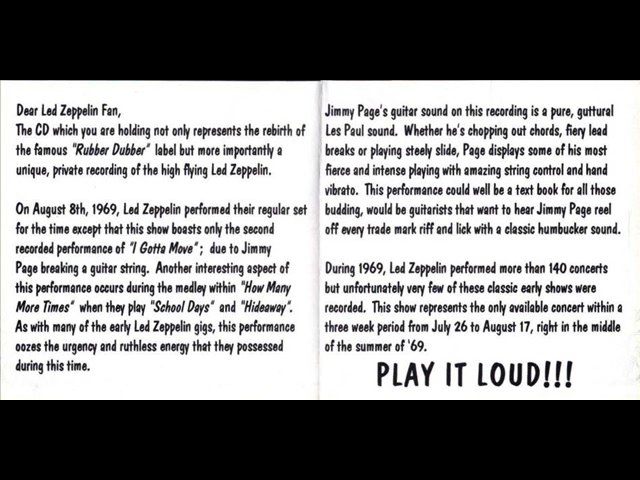 Dear Led Zeppelin Fan,
The CD which you are holding not only represents the rebirth of
the famous "Rubber Dubber" label but more importantly a
unique, private recording of the high flying Led Zeppelin.
On August 8th, 1969, Led Zeppelin performed their regular set
for the time except that this show boasts only the second
recorded performance of "I Gotta Move" ; due to Jimmy
Page breaking a guitar string. Another interesting aspect of
this performance occurs during the medley within "How Many
More Times" when they play "School Days" and "Hideaway".
As with many of the early Led Zeppelin gigs, this performance
oozes the urgency and ruthless energy that they possessed
during this time.
Jimmy Page's guitar sound on this recording is a pure, guttural
Les Paul sound. Whether he's chopping out chords, fiery lead
breaks or playing steely slide, Page displays some of his most
fierce and intense playing with amazing string control and hand
vibrato. This performance could well be a text book for all those
budding, would be guitarists that want to hear Jimmy Page reel
off every trade mark riff and lick with a classic humbucker sound.
During 1969, Led Zeppelin performed more than 140 concerts
but unfortunately very few of these classic early shows were
recorded. This show represents the only available concert within a
three week period from July 26 to August 17, right in the middle
of the summer of '69.
PLAY IT LOUD!!!